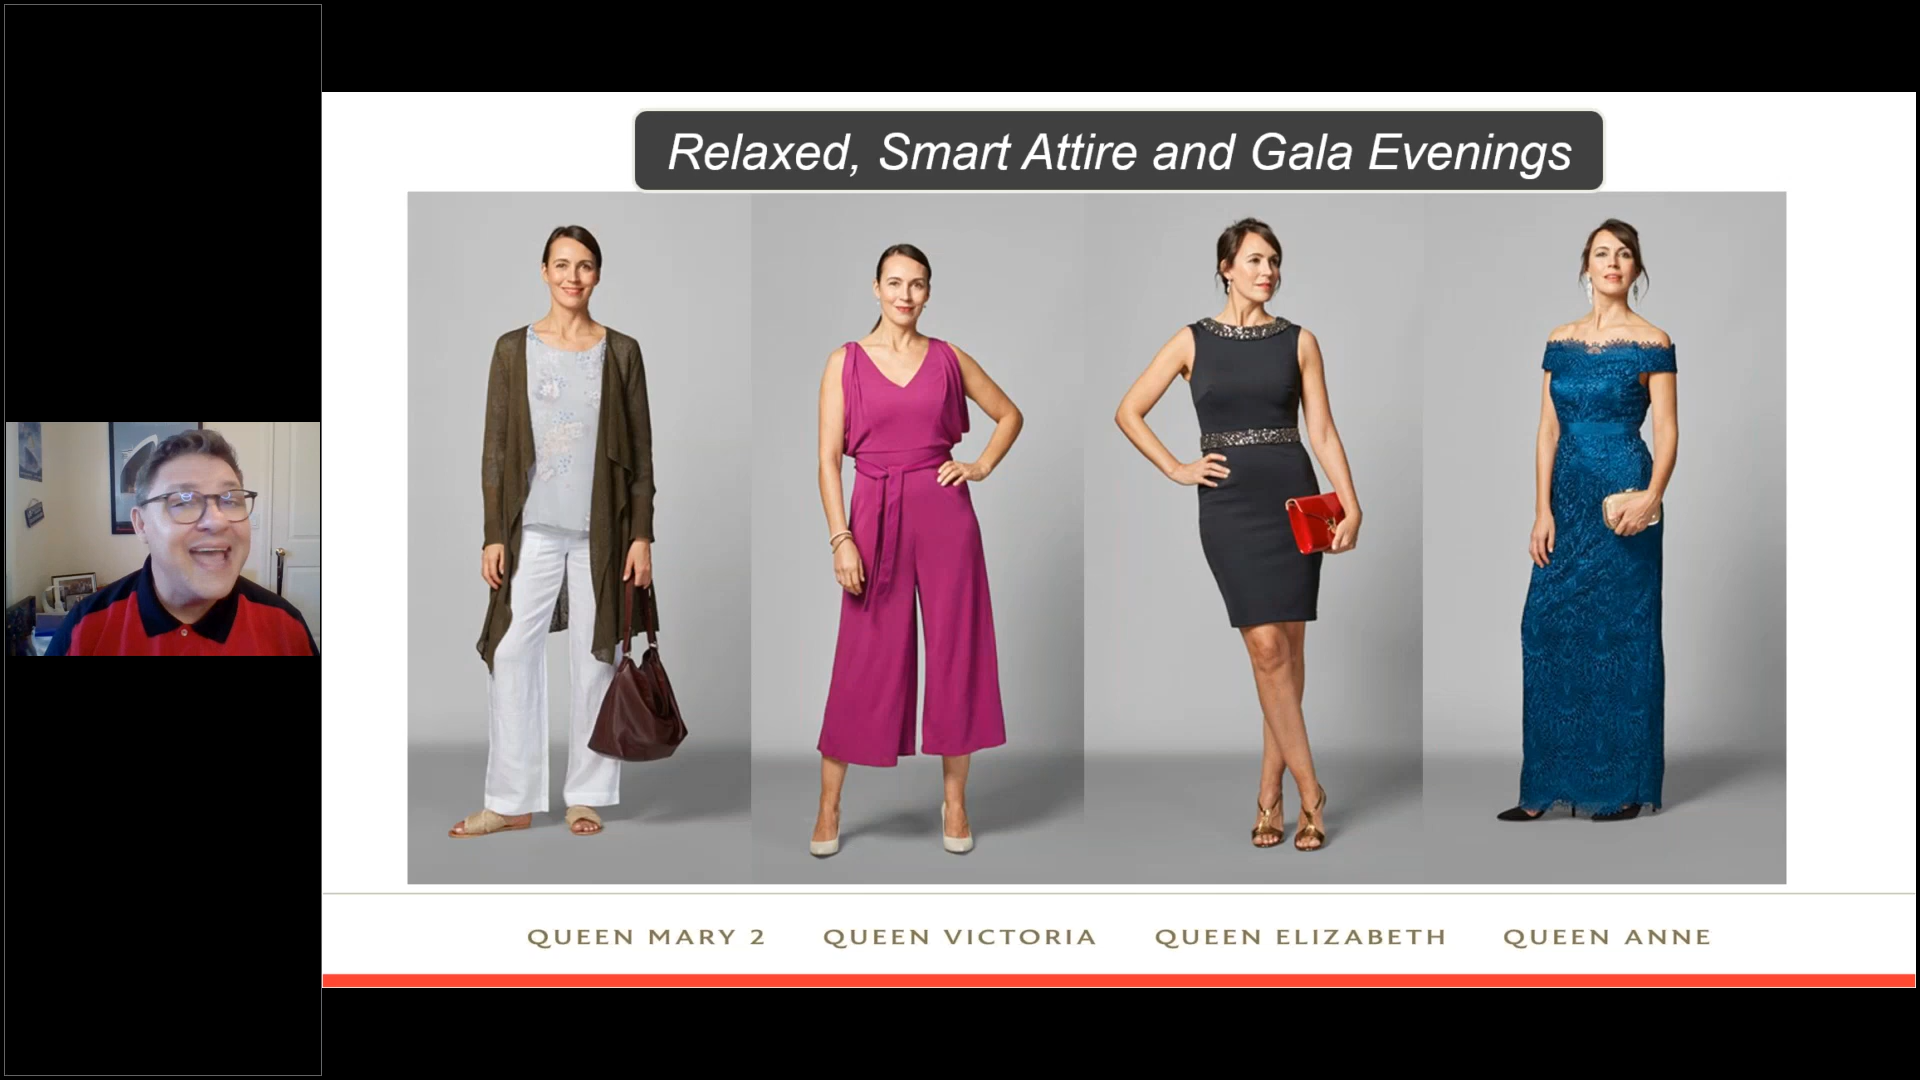 Relaxed, Smart Attire and Gala Evenings
QUEEN MARY 2 QUEEN VICTORIA QUEEN ELIZABETH QUEEN ANNE